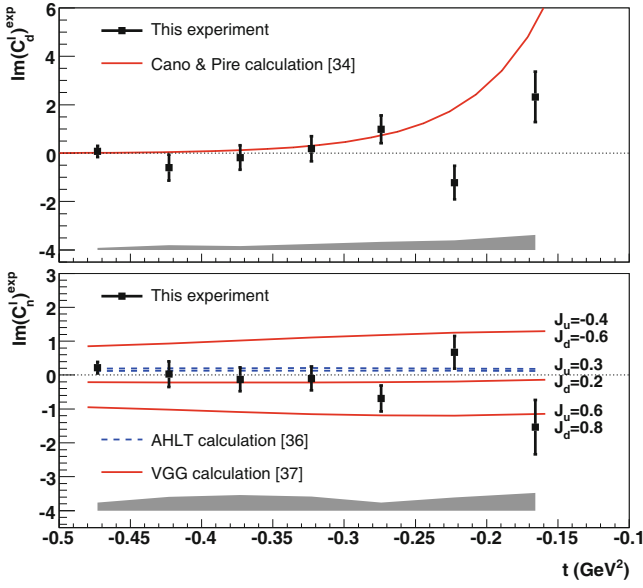 Im(C_d^I)^exp
6
4
2
0
-2
-4
This experiment
Cano & Pire calculation [34]
Im(C_n^I)^exp
3
2
1
0
-1
-2
-3
-4
This experiment
J_u=-0.4
J_d=-0.6
J_u=0.3
J_d=0.2
J_u=0.6
J_d=0.8
AHLT calculation [36]
VGG calculation [37]
-0.5 -0.45 -0.4 -0.35 -0.3 -0.25 -0.2 -0.15 -0.1
t (GeV²)